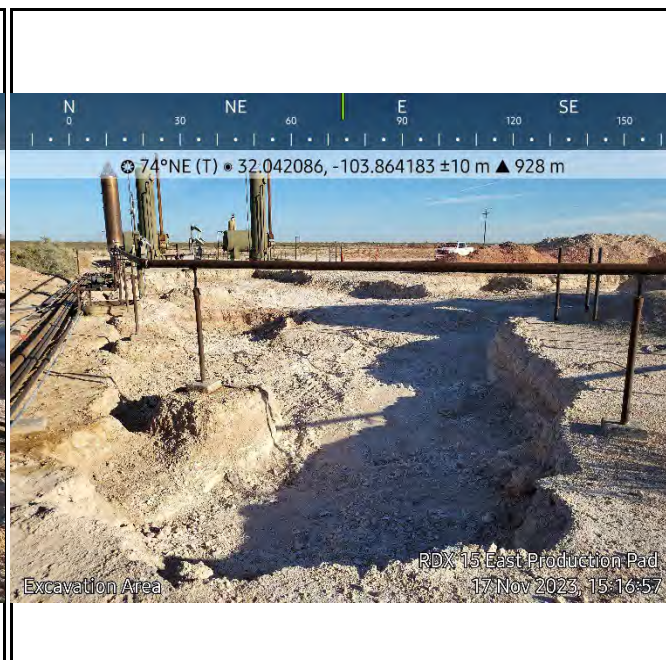 N NE E SE
0 30 60 90 120 150
74°NE (T) ● 32.042086, -103.864183 ±10 m ▲ 928 m
RDX 15 East Production Pad
Excavation Area 17 Nov 2023, 15:16:57